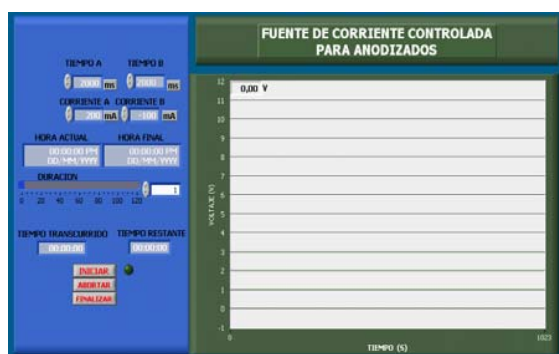 FUENTE DE CORRIENTE CONTROLADA
PARA ANODIZADOS
TIEMPO A TIEMPO B
2000 ms 2000 ms
CORRIENTE A CORRIENTE B
200 mA -100 mA
HORA ACTUAL HORA FINAL
00:00:00 PM 00:00:00 PM
DD/MM/YYYY DD/MM/YYYY
DURACION
1
0 20 40 60 80 100 120
TIEMPO TRANSCURRIDO TIEMPO RESTANTE
00:00:00 00:00:00
INICIAR
ABORTAR
FINALIZAR
0,00 V
VOLTAJE (V)
12
11
10
9
8
7
6
5
4
3
2
1
0
-1
0 1023
TIEMPO (S)